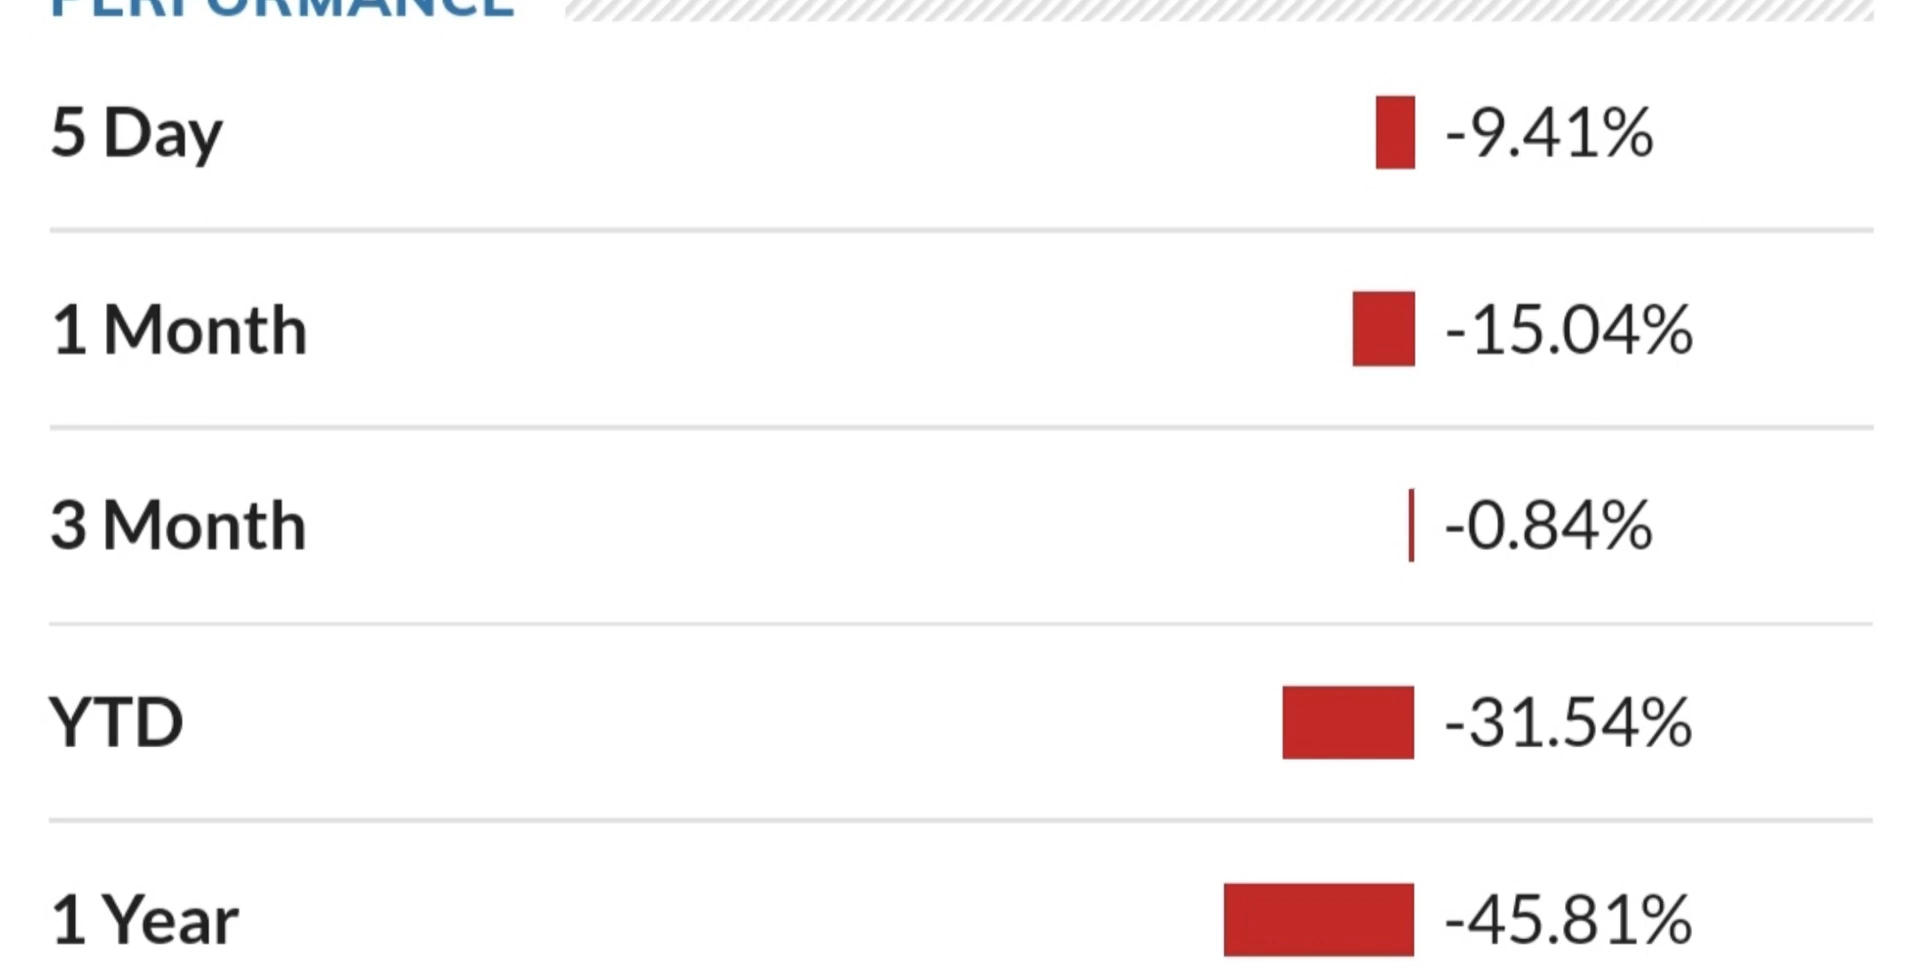 PERFORMANCE
5 Day -9.41%
1 Month -15.04%
3 Month -0.84%
YTD -31.54%
1 Year -45.81%